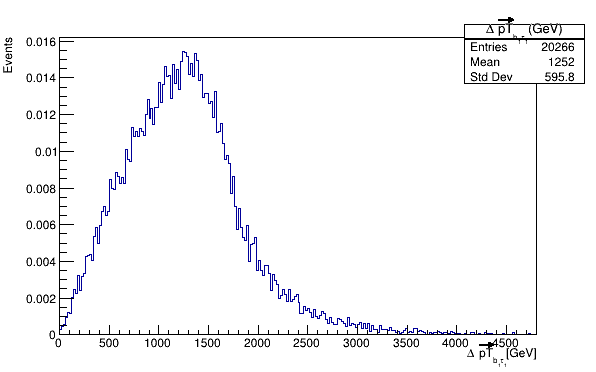 Δ pT b₁τ₁ (GeV)
Entries 20266
Mean 1252
Std Dev 595.8
Events
0.016
0.014
0.012
0.01
0.008
0.006
0.004
0.002
0
0 500 1000 1500 2000 2500 3000 3500 4000 4500
Δ pT b₁τ₁ [GeV]